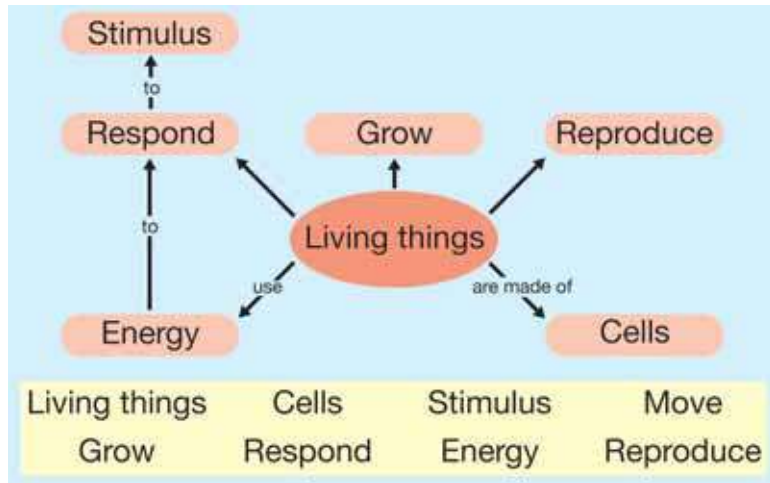 Stimulus
to
Respond
Grow
Reproduce
to
Living things
use
are made of
Energy
Cells
Living things Cells Stimulus Move
Grow Respond Energy Reproduce